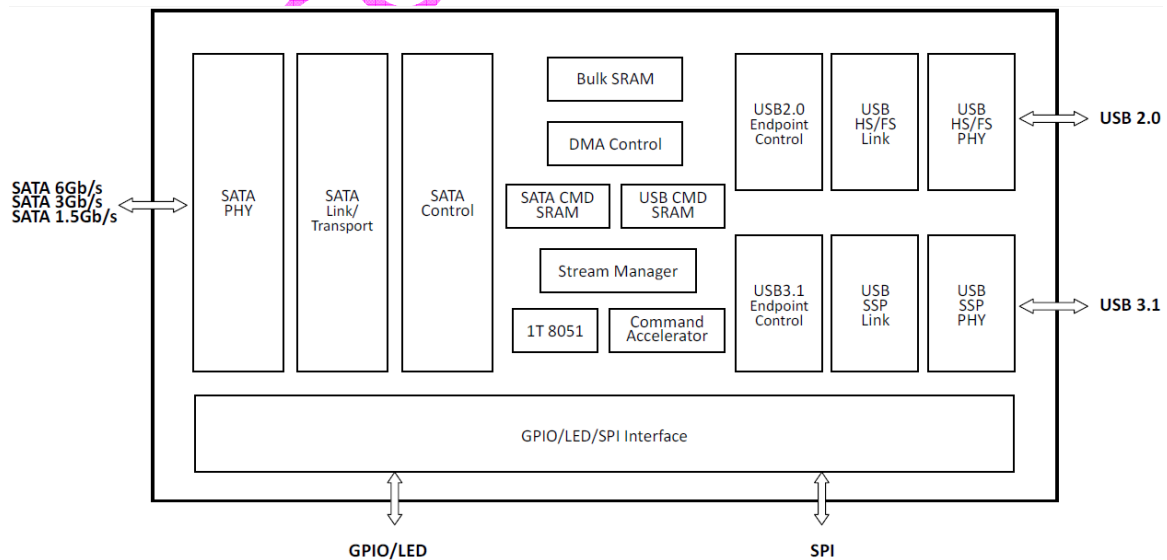 Bulk SRAM
DMA Control
SATA CMD
SRAM
USB CMD
SRAM
Stream Manager
1T 8051
Command
Accelerator
SATA 6Gb/s
SATA 3Gb/s
SATA 1.5Gb/s
SATA
PHY
SATA
Link/
Transport
SATA
Control
USB2.0
Endpoint
Control
USB
HS/FS
Link
USB
HS/FS
PHY
USB 2.0
USB3.1
Endpoint
Control
USB
SSP
Link
USB
SSP
PHY
USB 3.1
GPIO/LED/SPI Interface
GPIO/LED
SPI